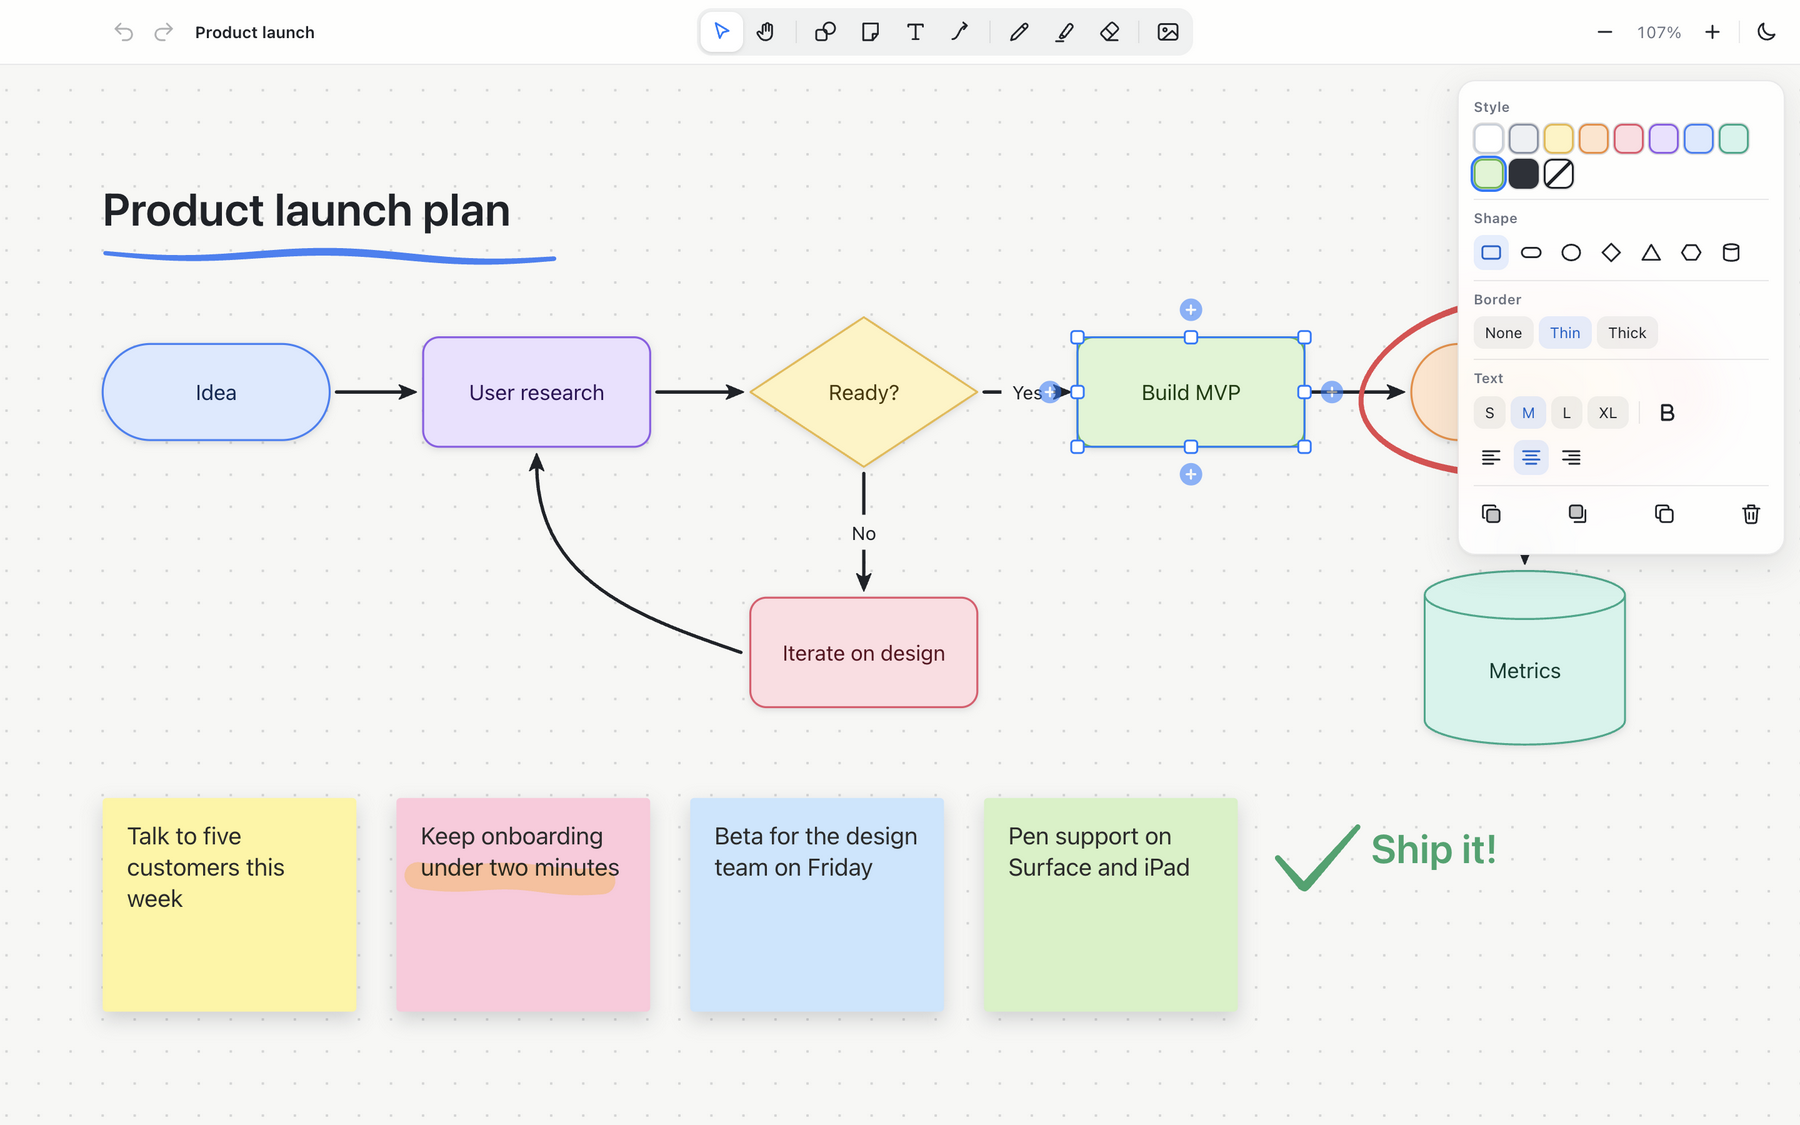 Product launch
107%
Style
Product launch plan
Shape
Border
None Thin Thick
Text
S M L XL B
Idea
User research
Ready?
Yes
Build MVP
No
Iterate on design
Metrics
Talk to five
customers this
week
Keep onboarding
under two minutes
Beta for the design
team on Friday
Pen support on
Surface and iPad
Ship it!